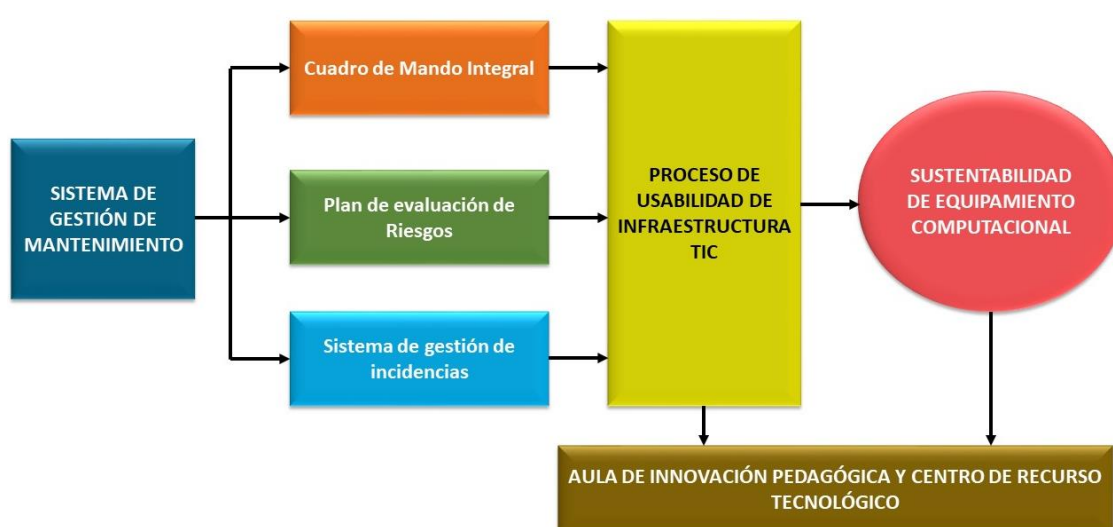 SISTEMA DE
GESTIÓN DE
MANTENIMIENTO
Cuadro de Mando Integral
Plan de evaluación de
Riesgos
Sistema de gestión de
incidencias
PROCESO DE
USABILIDAD DE
INFRAESTRUCTURA
TIC
SUSTENTABILIDAD
DE EQUIPAMIENTO
COMPUTACIONAL
AULA DE INNOVACIÓN PEDAGÓGICA Y CENTRO DE RECURSO
TECNOLÓGICO